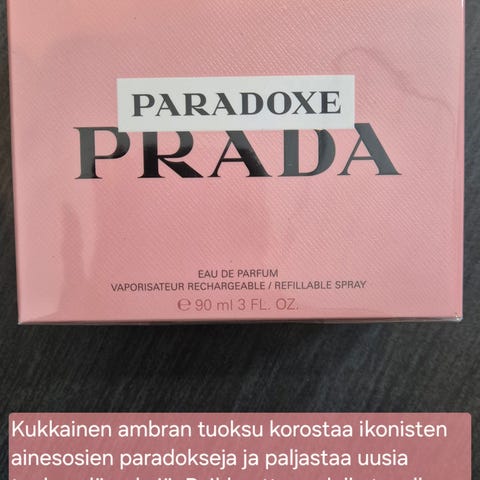 PARADOXE
PRADA
EAU DE PARFUM
VAPORISATEUR RECHARGEABLE / REFILLABLE SPRAY
℮ 90 ml 3 FL. OZ.
Kukkainen ambran tuoksu korostaa ikonisten
ainesosien paradokseja ja paljastaa uusia